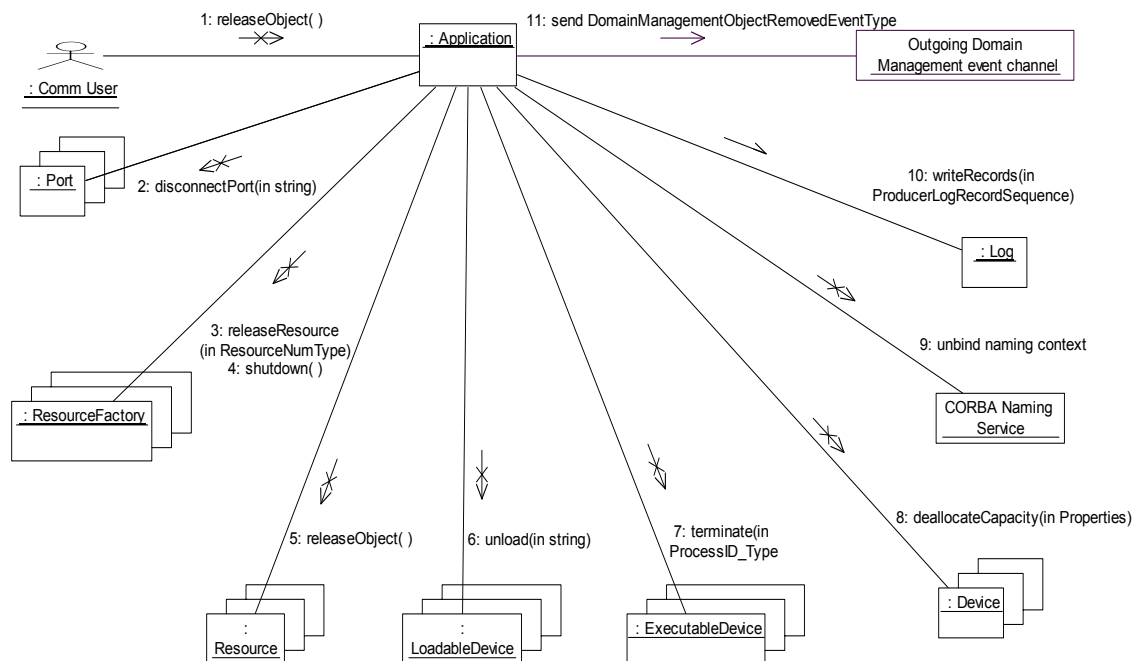 1: releaseObject( )
11: send DomainManagementObjectRemovedEventType
: Application
Outgoing Domain
Management event channel
: Comm User
: Port
2: disconnectPort(in string)
10: writeRecords(in
ProducerLogRecordSequence)
: Log
3: releaseResource
(in ResourceNumType)
4: shutdown( )
9: unbind naming context
: ResourceFactory
CORBA Naming
Service
5: releaseObject( )
6: unload(in string)
7: terminate(in
ProcessID_Type
8: deallocateCapacity(in Properties)
: Device
:
Resource
:
LoadableDevice
: ExecutableDevice